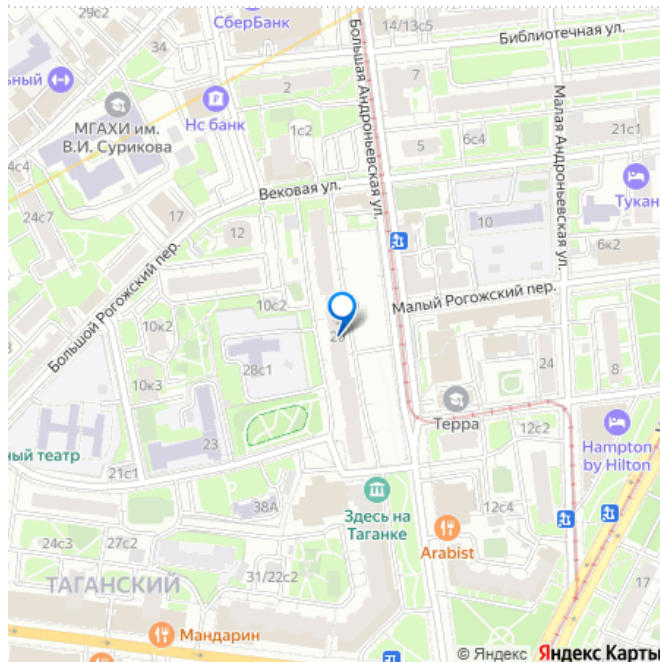 29с2
СберБанк
34
14/13с5
Библиотечная ул.
льный
2
7
МГАХИ им.
В.И. Сурикова
Нс банк
1с2
Большая Андроньевская ул.
5
6с4
21с1
Малая Андроньевская ул.
4с4
Вековая ул.
24с7
17
12
10
Тукан
6к2
Большой Рогожский пер.
10с2
Малый Рогожский пер.
10к2
28с1
24
8
10к3
Терра
12с2
Hampton
by Hilton
ный театр
23
21с1
38А
Здесь на
Таганке
12с4
Arabist
24с3
27с2
31/22с2
ТАГАНСКИЙ
17
Мандарин
© Яндекс Яндекс Карты